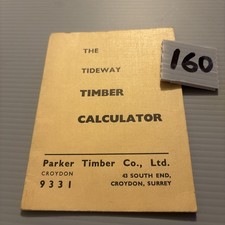 THE
TIDEWAY
TIMBER
CALCULATOR
160
Parker Timber Co., Ltd.
CROYDON
9331
43 SOUTH END,
CROYDON, SURREY